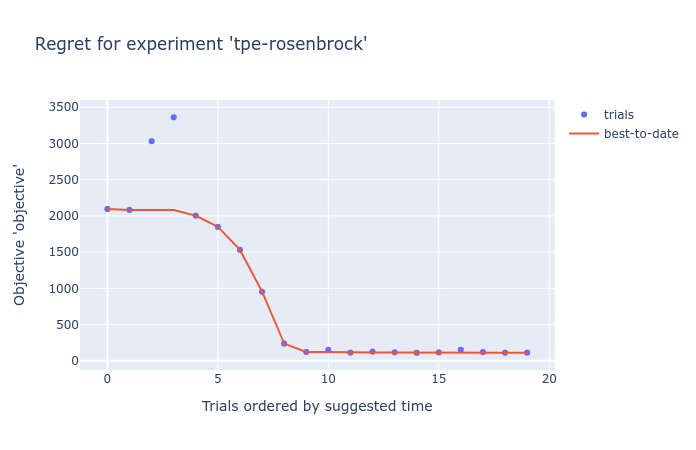 Regret for experiment 'tpe-rosenbrock'
3500
3000
2500
2000
1500
1000
500
0
Objective 'objective'
0 5 10 15 20
Trials ordered by suggested time
trials
best-to-date